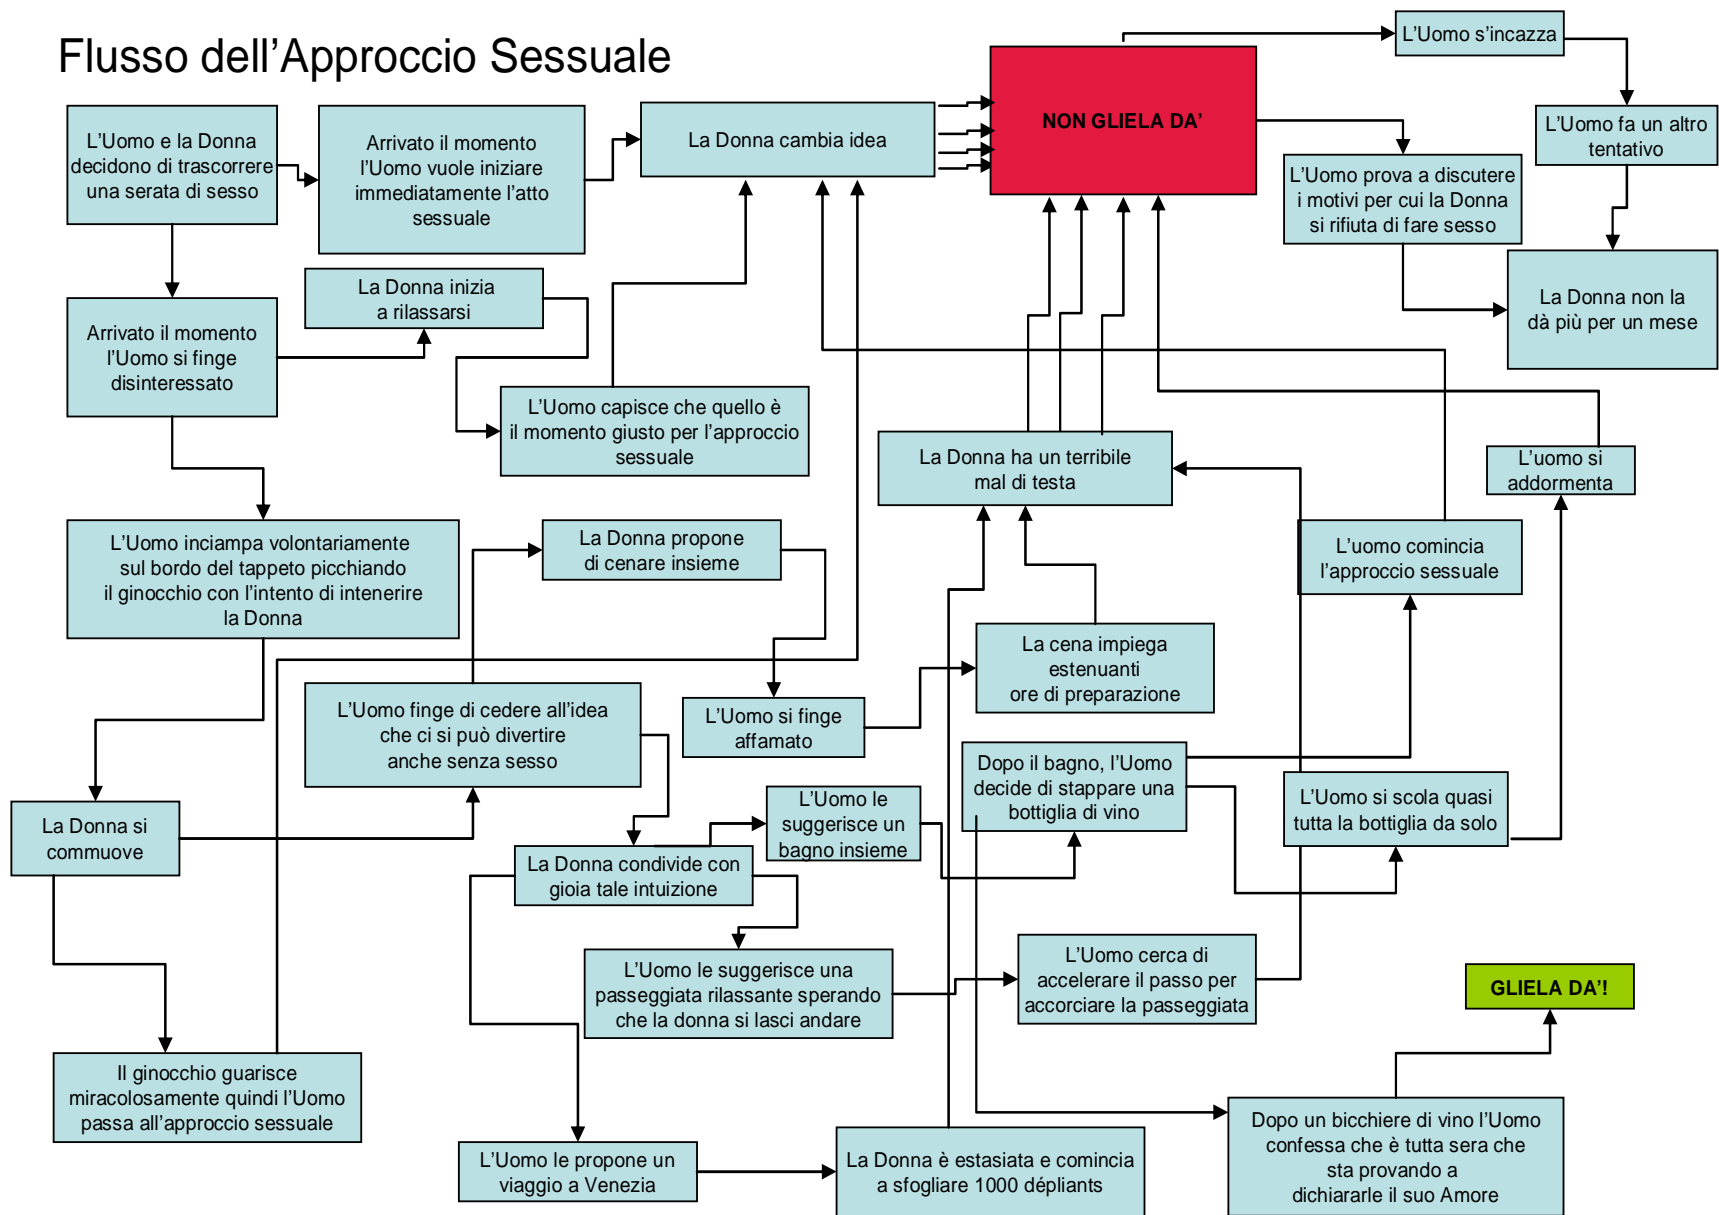 Flusso dell'Approccio Sessuale
L'Uomo s'incazza
NON GLIELA DA'
L'Uomo e la Donna
decidono di trascorrere
una serata di sesso
Arrivato il momento
l'Uomo vuole iniziare
immediatamente l'atto
sessuale
La Donna cambia idea
L'Uomo fa un altro
tentativo
L'Uomo prova a discutere
i motivi per cui la Donna
si rifiuta di fare sesso
La Donna inizia
a rilassarsi
La Donna non la
dà più per un mese
Arrivato il momento
l'Uomo si finge
disinteressato
L'Uomo capisce che quello è
il momento giusto per l'approccio
sessuale
La Donna ha un terribile
mal di testa
L'uomo si
addormenta
L'Uomo inciampa volontariamente
sul bordo del tappeto picchiando
il ginocchio con l'intento di intenerire
la Donna
La Donna propone
di cenare insieme
L'uomo comincia
l'approccio sessuale
La cena impiega
estenuanti
ore di preparazione
L'Uomo finge di cedere all'idea
che ci si può divertire
anche senza sesso
L'Uomo si finge
affamato
Dopo il bagno, l'Uomo
decide di stappare una
bottiglia di vino
L'Uomo si scola quasi
tutta la bottiglia da solo
La Donna si
commuove
L'Uomo le
suggerisce un
bagno insieme
La Donna condivide con
gioia tale intuizione
L'Uomo le suggerisce una
passeggiata rilassante sperando
che la donna si lasci andare
L'Uomo cerca di
accelerare il passo per
accorciare la passeggiata
GLIELA DA'!
Il ginocchio guarisce
miracolosamente quindi l'Uomo
passa all'approccio sessuale
L'Uomo le propone un
viaggio a Venezia
La Donna è estasiata e comincia
a sfogliare 1000 dépliants
Dopo un bicchiere di vino l'Uomo
confessa che è tutta sera che
sta provando a
dichiararle il suo Amore